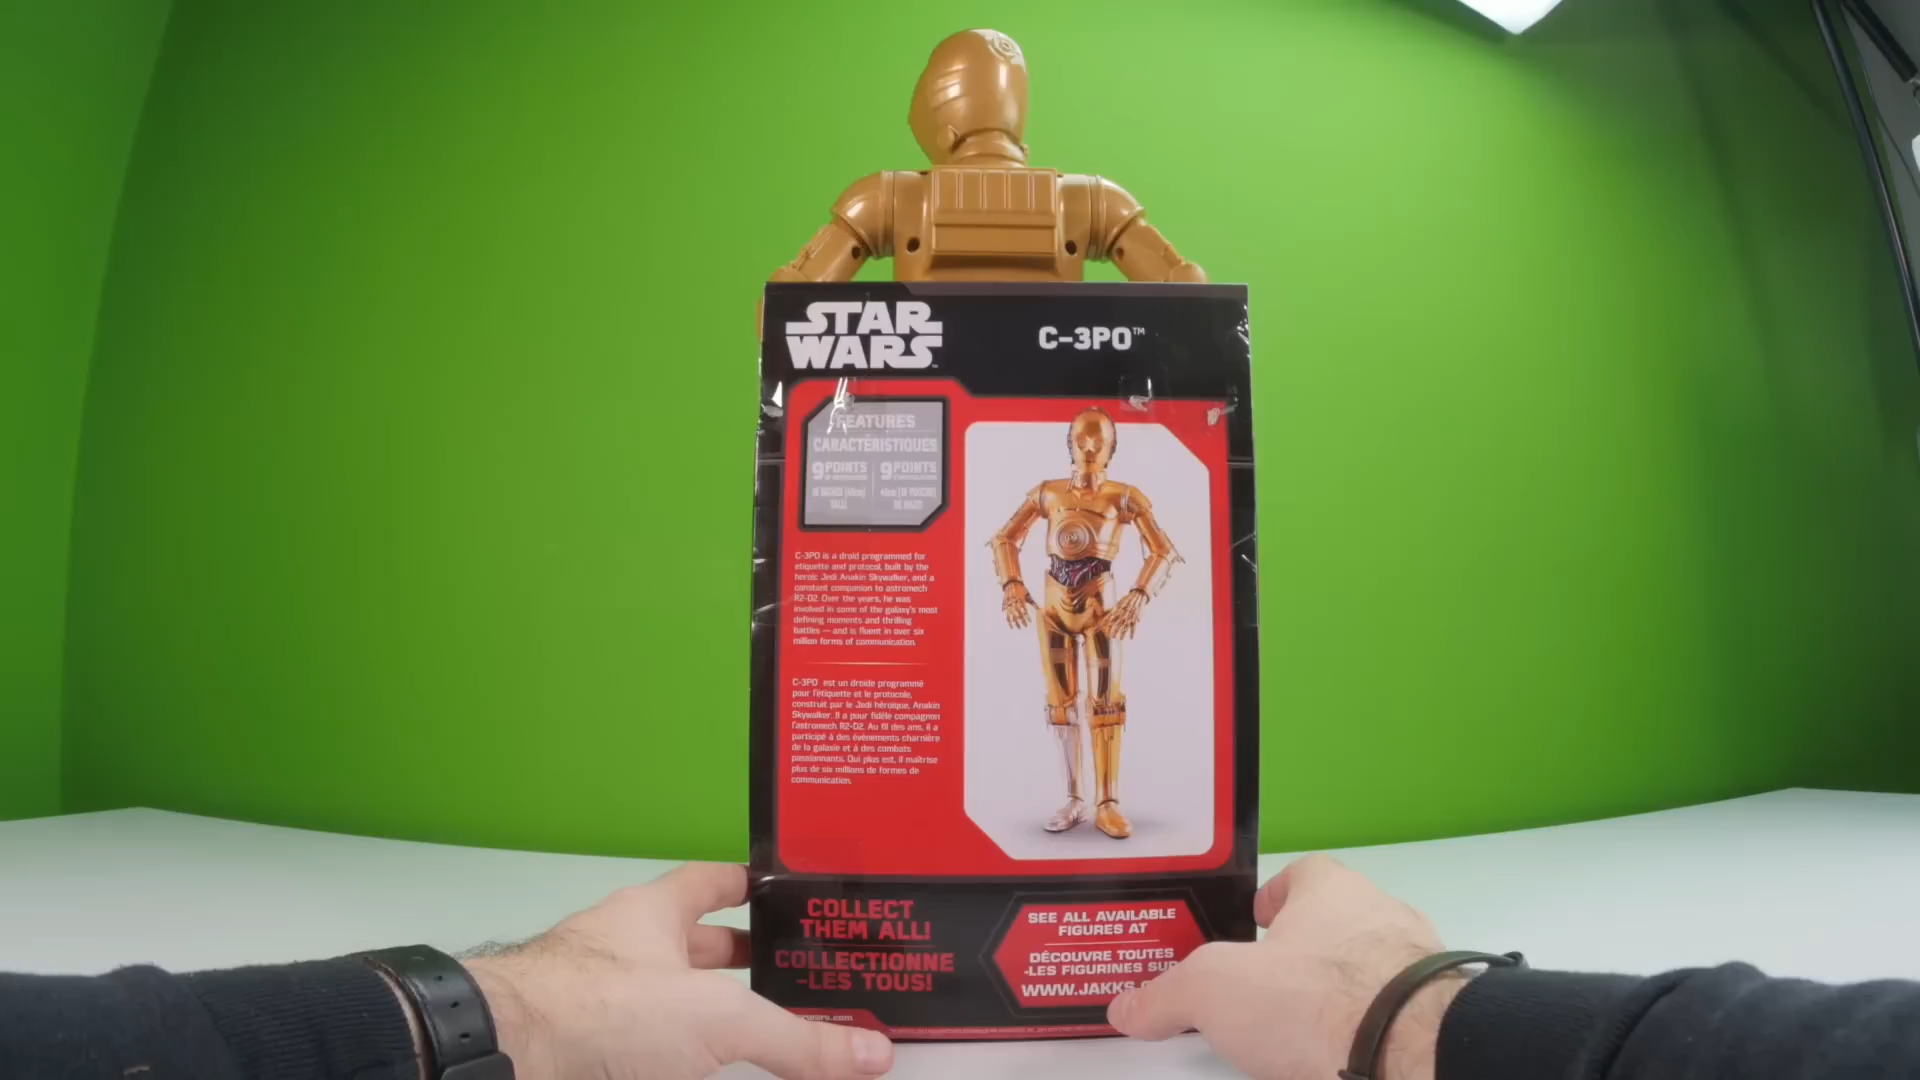 STAR
WARS
C-3PO™
FEATURES
CARACTÉRISTIQUES
9 POINTS
9 POINTS
TALL
DE HAUT
C-3PO is a droid programmed for
etiquette and protocol, built by the
heroic Jedi Anakin Skywalker, and a
constant companion to astromech
R2-D2. Over the years, he was
involved in some of the galaxy's most
defining moments and thrilling
battles — and is fluent in over six
million forms of communication.
C-3PO est un droïde programmé
pour l'étiquette et le protocole,
construit par le Jedi héroïque, Anakin
Skywalker. Il a pour fidèle compagnon
l'astromech R2-D2. Au fil des ans, il a
participé à des évènements charnière
de la galaxie et à des combats
passionnants. Qui plus est, il maîtrise
plus de six millions de formes de
communication.
COLLECT
THEM ALL!
COLLECTIONNE
-LES TOUS!
SEE ALL AVAILABLE
FIGURES AT
DÉCOUVRE TOUTES
-LES FIGURINES SUR
WWW.JAKKS.